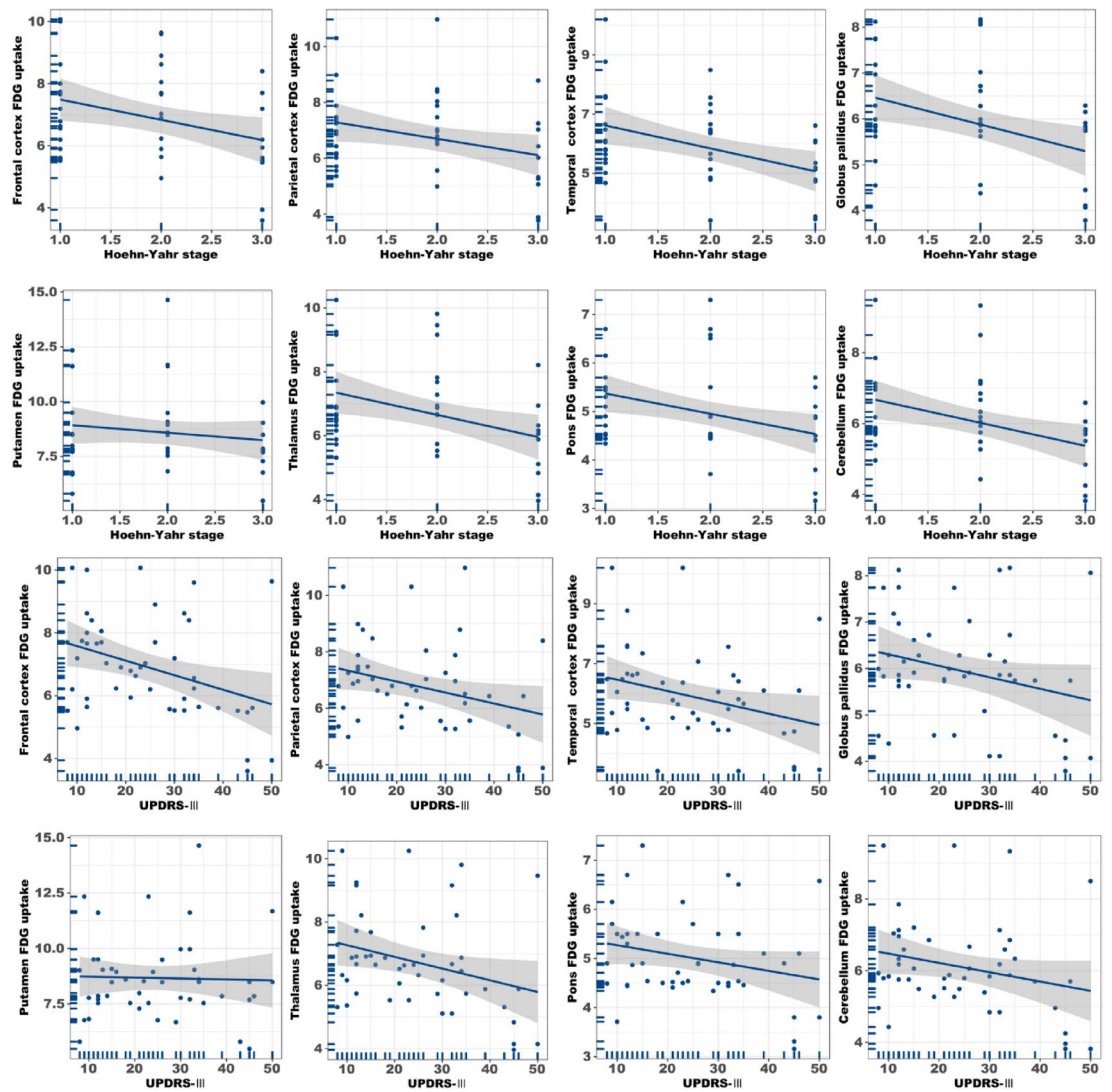 Frontal cortex FDG uptake
10
8
6
4
1.0 1.5 2.0 2.5 3.0
Hoehn-Yahr stage
Parietal cortex FDG uptake
10
8
6
4
1.0 1.5 2.0 2.5 3.0
Hoehn-Yahr stage
Temporal cortex FDG uptake
9
7
5
1.0 1.5 2.0 2.5 3.0
Hoehn-Yahr stage
Globus pallidus FDG uptake
8
7
6
5
4
1.0 1.5 2.0 2.5 3.0
Hoehn-Yahr stage
Putamen FDG uptake
15.0
12.5
10.0
7.5
1.0 1.5 2.0 2.5 3.0
Hoehn-Yahr stage
Thalamus FDG uptake
10
8
6
4
1.0 1.5 2.0 2.5 3.0
Hoehn-Yahr stage
Pons FDG uptake
7
6
5
4
3
1.0 1.5 2.0 2.5 3.0
Hoehn-Yahr stage
Cerebellum FDG uptake
8
6
4
1.0 1.5 2.0 2.5 3.0
Hoehn-Yahr stage
Frontal cortex FDG uptake
10
8
6
4
10 20 30 40 50
UPDRS-III
Parietal cortex FDG uptake
10
8
6
4
10 20 30 40 50
UPDRS-III
Temporal cortex FDG uptake
9
7
5
10 20 30 40 50
UPDRS-III
Globus pallidus FDG uptake
8
7
6
5
4
10 20 30 40 50
UPDRS-III
Putamen FDG uptake
15.0
12.5
10.0
7.5
10 20 30 40 50
UPDRS-III
Thalamus FDG uptake
10
8
6
4
10 20 30 40 50
UPDRS-III
Pons FDG uptake
7
6
5
4
3
10 20 30 40 50
UPDRS-III
Cerebellum FDG uptake
8
6
4
10 20 30 40 50
UPDRS-III